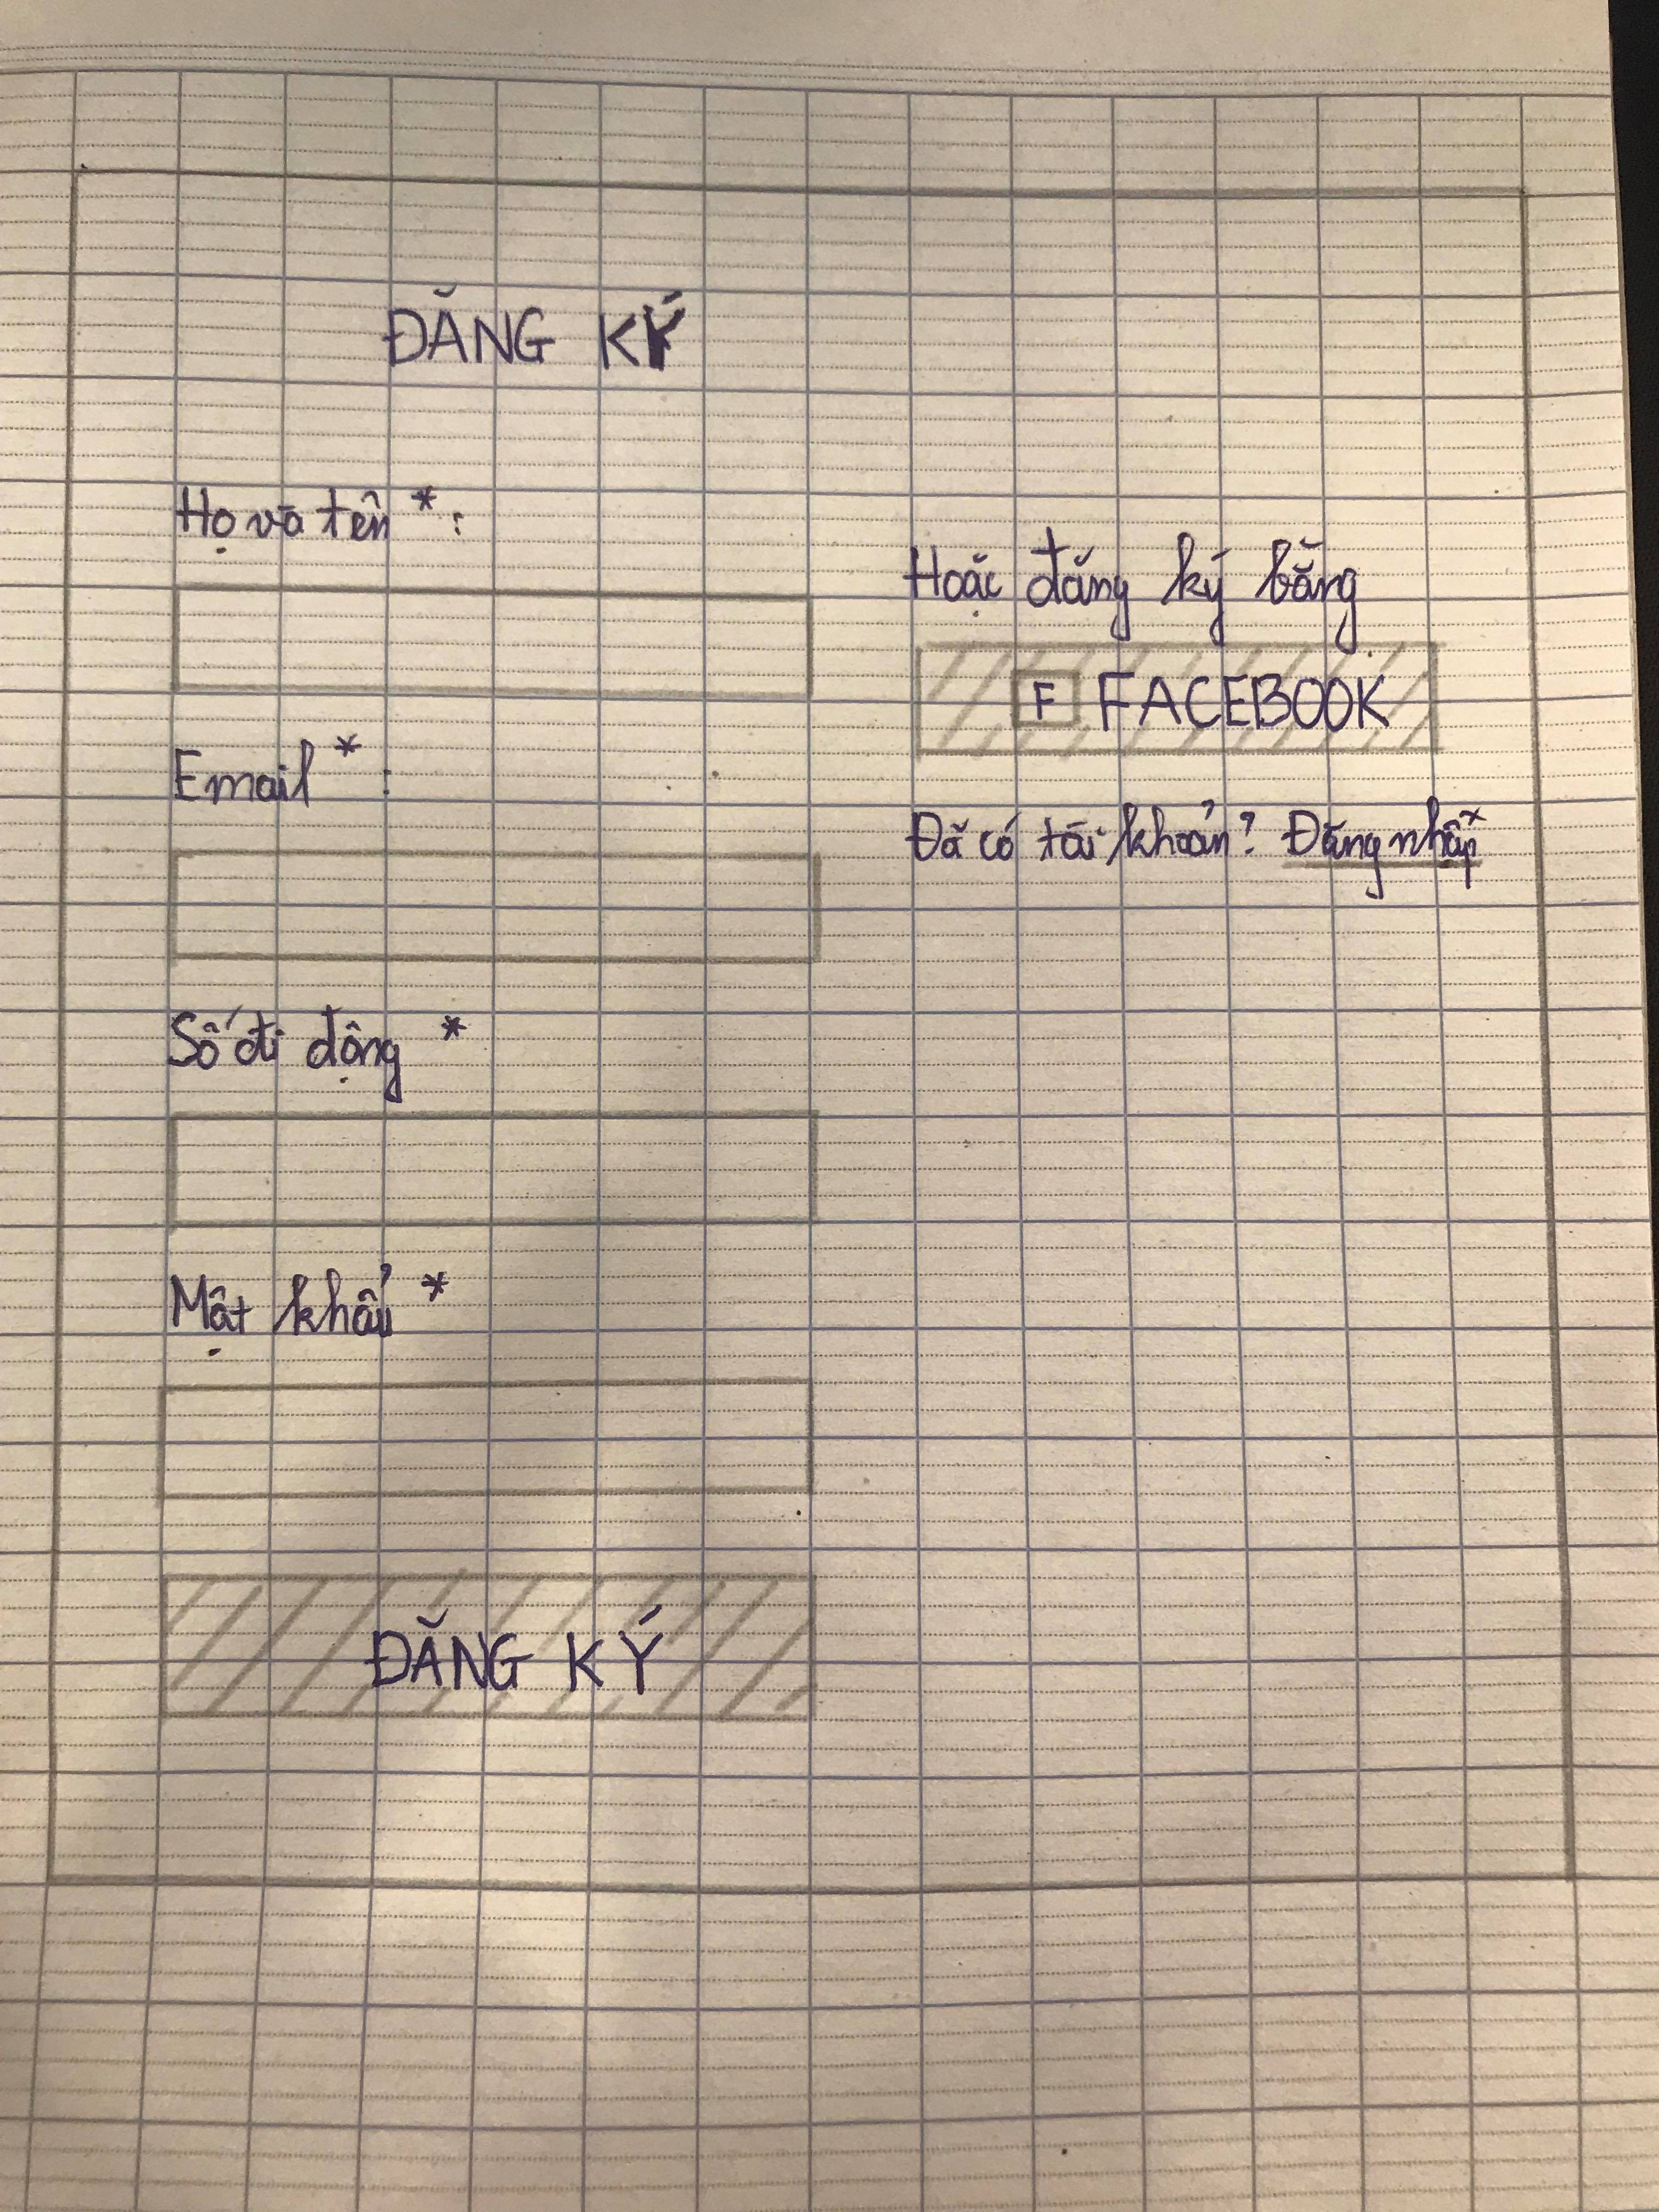 ĐĂNG KÝ
Họ và tên * :
Email * :
Số đi động *
Mật khẩu *
ĐĂNG KÝ
Hoặc đăng ký bằng
F FACEBOOK
Đã có tài khoản? Đăng nhập